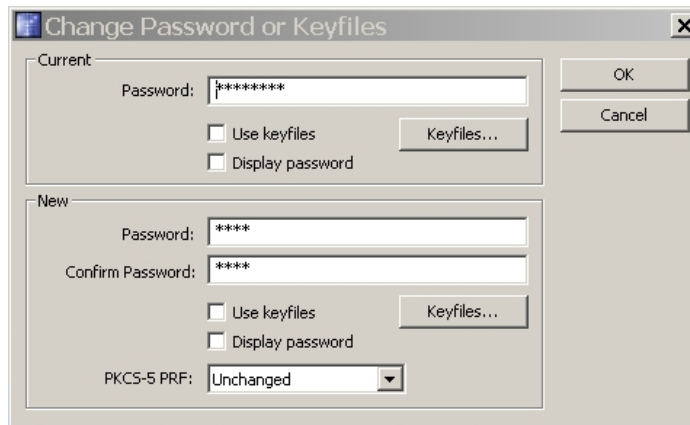 Change Password or Keyfiles
Current
Password: ********
OK
Cancel
Use keyfiles Keyfiles...
Display password
New
Password: ****
Confirm Password: ****
Use keyfiles Keyfiles...
Display password
PKCS-5 PRF: Unchanged